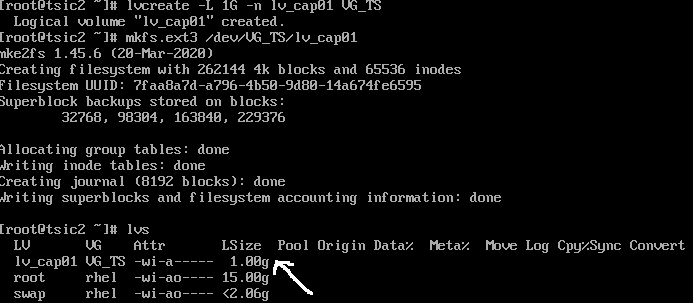 [root@tsic2 ~]# lvcreate -L 1G -n lv_cap01 VG_TS
Logical volume "lv_cap01" created.
[root@tsic2 ~]# mkfs.ext3 /dev/VG_TS/lv_cap01
mke2fs 1.45.6 (20-Mar-2020)
Creating filesystem with 262144 4k blocks and 65536 inodes
Filesystem UUID: 7faa8a7d-a796-4b50-9d80-14a674fe6595
Superblock backups stored on blocks:
32768, 98304, 163840, 229376
Allocating group tables: done
Writing inode tables: done
Creating journal (8192 blocks): done
Writing superblocks and filesystem accounting information: done
[root@tsic2 ~]# lvs
LV VG Attr LSize Pool Origin Data% Meta% Move Log Cpy%Sync Convert
lv_cap01 VG_TS -wi-a----- 1.00g
root rhel -wi-ao---- 15.00g
swap rhel -wi-ao---- <2.06g